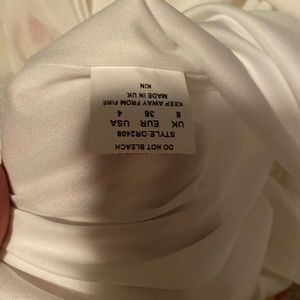 DO NOT BLEACH
STYLE:DR2409
UK EUR USA
8 36 4
MADE IN UK
KEEP AWAY FROM FIRE
KIN